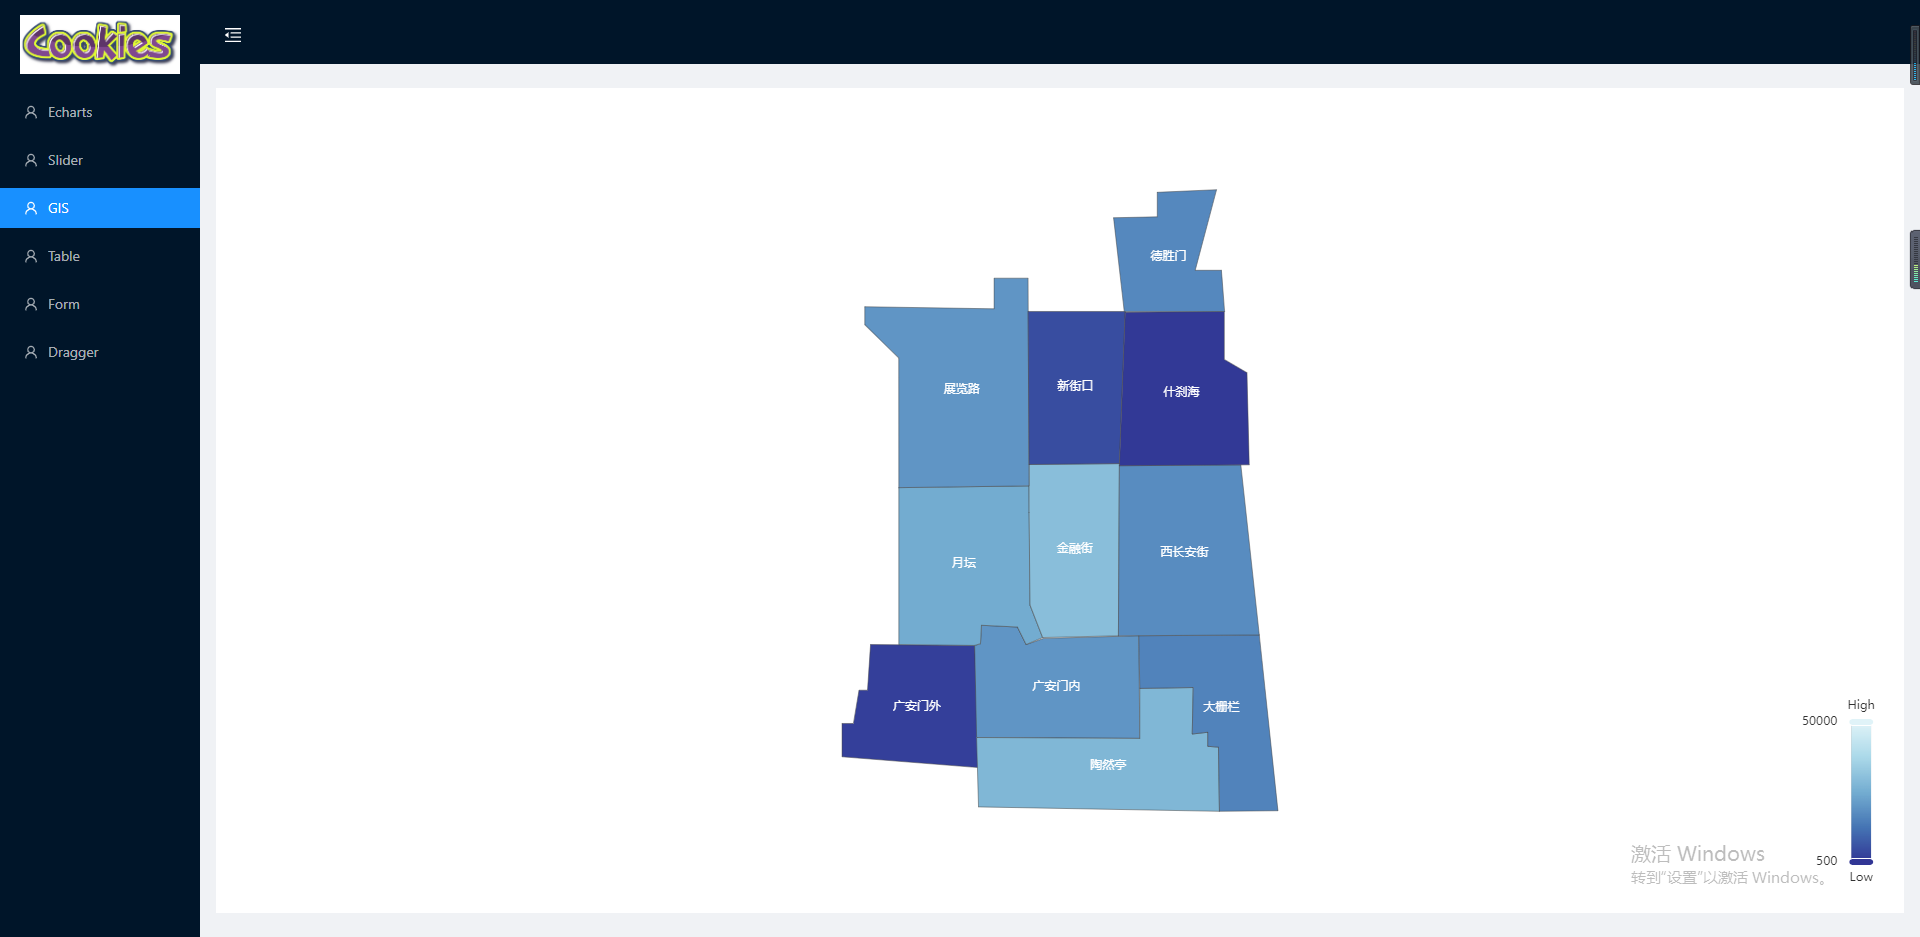 Cookies
Echarts
Slider
GIS
Table
Form
Dragger
德胜门
展览路
新街口
什刹海
月坛
金融街
西长安街
广安门外
广安门内
大栅栏
陶然亭
High
50000
500
Low
激活 Windows
转到"设置"以激活 Windows。